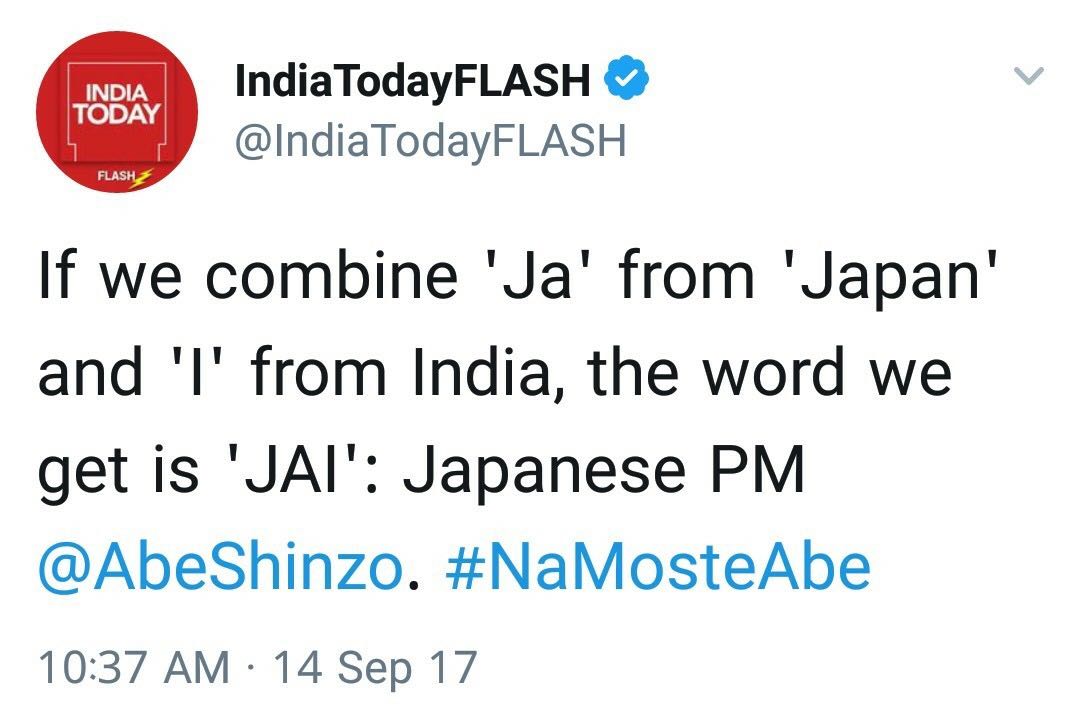 INDIA
TODAY
FLASH
IndiaTodayFLASH
@IndiaTodayFLASH
If we combine 'Ja' from 'Japan'
and 'I' from India, the word we
get is 'JAI': Japanese PM
@AbeShinzo. #NaMosteAbe
10:37 AM · 14 Sep 17